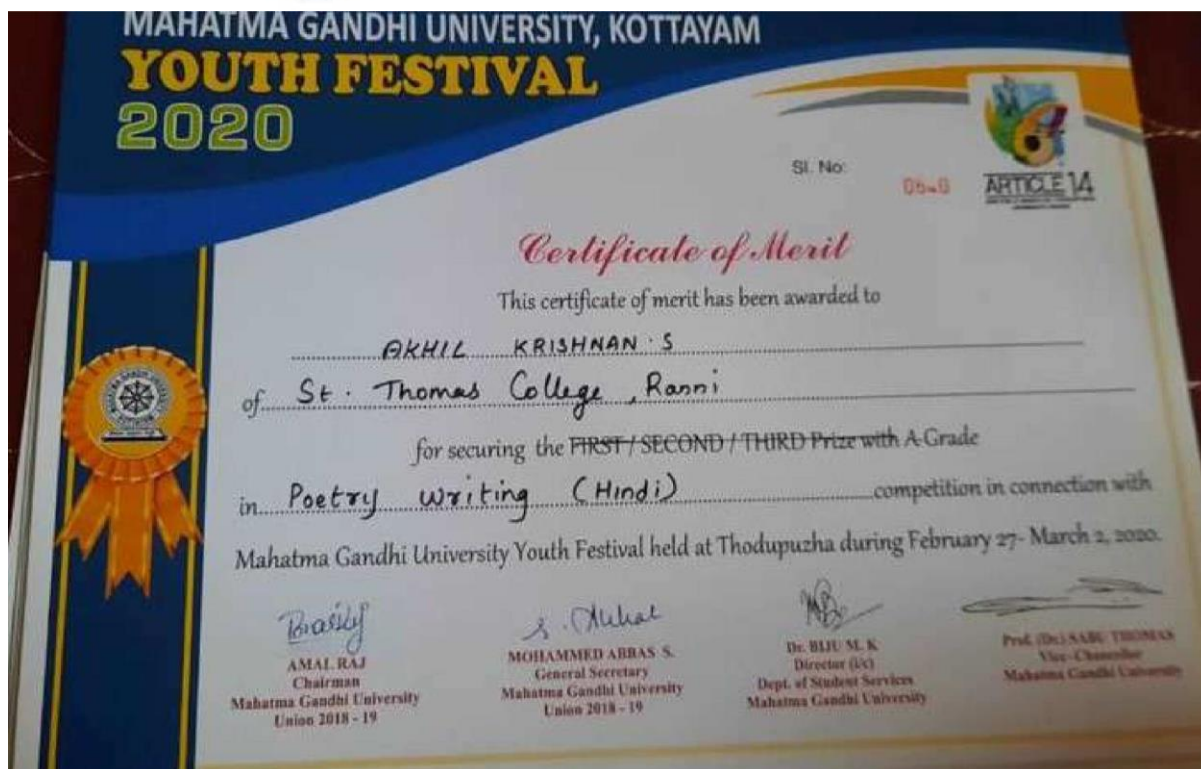 MAHATMA GANDHI UNIVERSITY, KOTTAYAM
YOUTH FESTIVAL
2020
Sl. No:
ARTICLE 14
Certificate of Merit
This certificate of merit has been awarded to
AKHIL KRISHNAN.S
of St. Thomas College, Ranni
for securing the FIRST / SECOND / THIRD Prize with A Grade
in Poetry writing (Hindi) competition in connection with
Mahatma Gandhi University Youth Festival held at Thodupuzha during February 27- March 2, 2020.
AMAL RAJ
Chairman
Mahatma Gandhi University
Union 2018 - 19
MOHAMMED ABBAS S.
General Secretary
Mahatma Gandhi University
Union 2018 - 19
Dr. BIJU M. K
Director (i/c)
Dept. of Student Services
Mahatma Gandhi University
Prof. (Dr.) SABU THOMAS
Vice-Chancellor
Mahatma Gandhi University